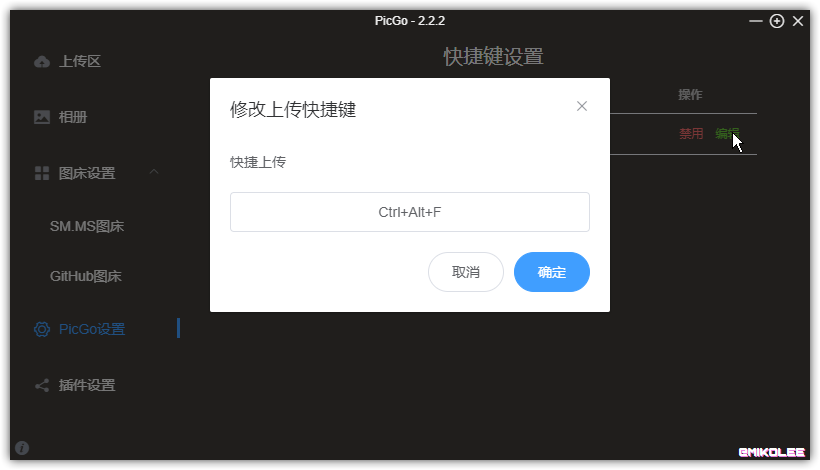 PicGo - 2.2.2
上传区
相册
图床设置
SM.MS图床
GitHub图床
PicGo设置
插件设置
快捷键设置
操作
禁用 编辑
修改上传快捷键
快捷上传
Ctrl+Alt+F
取消 确定
@MIKOLEE